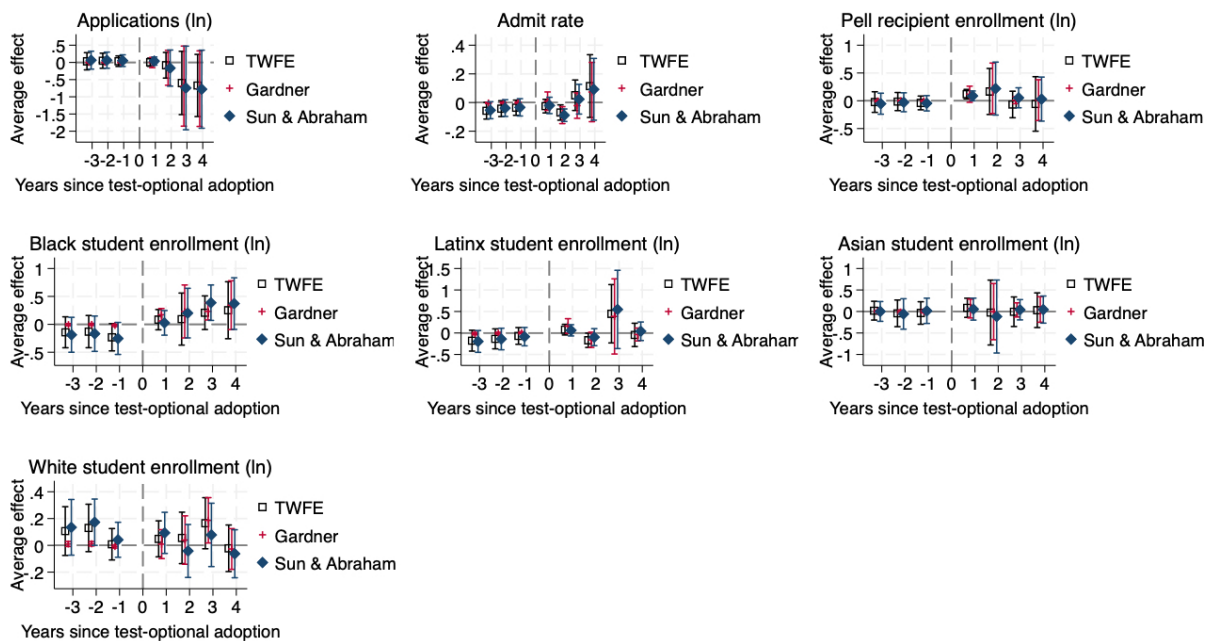 Applications (ln)
Average effect
.5
0
-.5
-1
-1.5
-2
-3 -2 -1 0 1 2 3 4
Years since test-optional adoption
TWFE
Gardner
Sun & Abraham
Admit rate
Average effect
.4
.2
0
.2
-3 -2 -1 0 1 2 3 4
Years since test-optional adoption
TWFE
Gardner
Sun & Abraham
Pell recipient enrollment (ln)
Average effect
1
.5
0
-.5
-3 -2 -1 0 1 2 3 4
Years since test-optional adoption
TWFE
Gardner
Sun & Abraham
Black student enrollment (ln)
Average effect
1
.5
0
-.5
-3 -2 -1 0 1 2 3 4
Years since test-optional adoption
TWFE
Gardner
Sun & Abraham
Latinx student enrollment (ln)
Average effect
1.5
1
.5
0
-.5
-3 -2 -1 0 1 2 3 4
Years since test-optional adoption
TWFE
Gardner
Sun & Abraham
Asian student enrollment (ln)
Average effect
1
.5
0
-.5
-1
-3 -2 -1 0 1 2 3 4
Years since test-optional adoption
TWFE
Gardner
Sun & Abraham
White student enrollment (ln)
Average effect
.4
.2
0
.2
-3 -2 -1 0 1 2 3 4
Years since test-optional adoption
TWFE
Gardner
Sun & Abraham